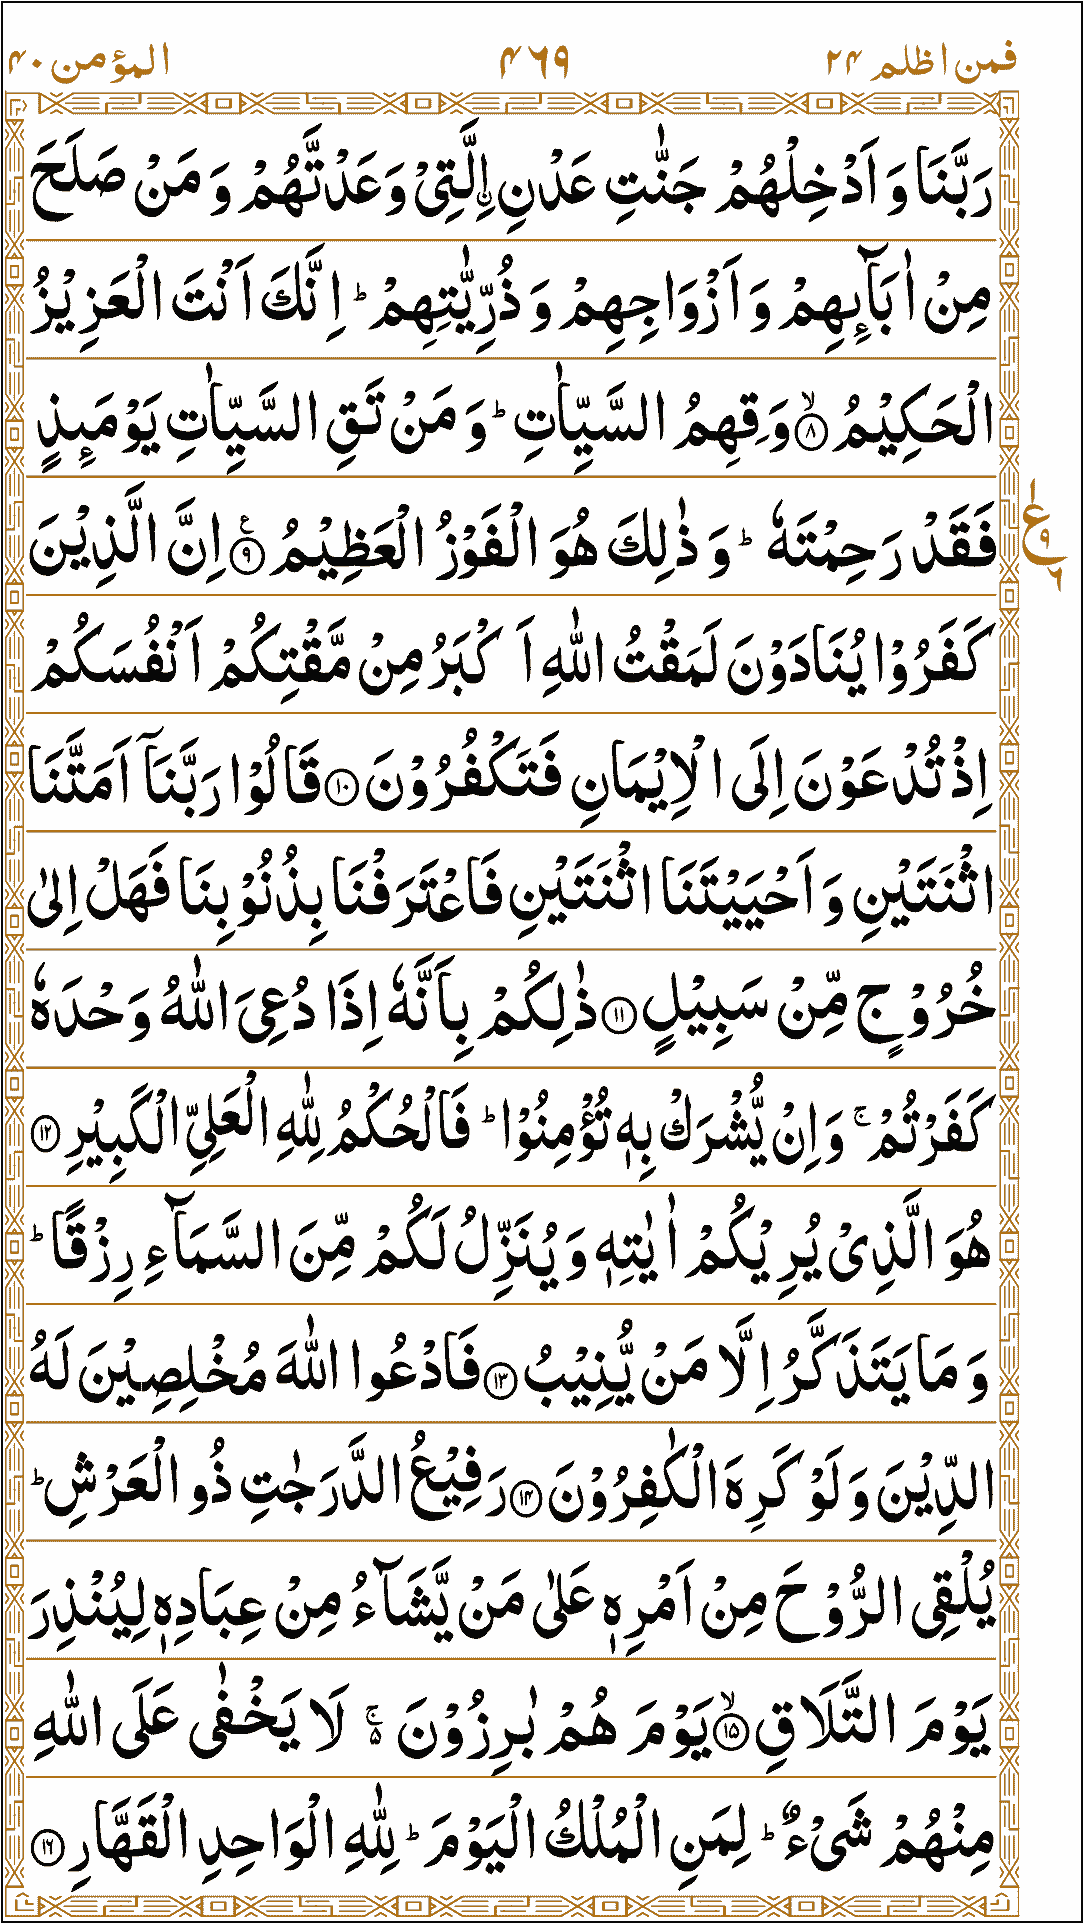 فمن اظلم ۲۴ ۴۶۹ المؤمن ۴۰
رَبَّنَا وَ اَدْخِلْهُمْ جَنّٰتِ عَدْنِ ۟الَّتِیْ وَعَدْتَّهُمْ وَ مَنْ صَلَحَ
مِنْ اٰبَآىِٕهِمْ وَ اَزْوَاجِهِمْ وَ ذُرِّیّٰتِهِمْ ؕ اِنَّكَ اَنْتَ الْعَزِیْزُ
الْحَكِیْمُ ۙ﴿۸﴾ وَ قِهِمُ السَّیِّاٰتِ ؕ وَ مَنْ تَقِ السَّیِّاٰتِ یَوْمَىِٕذٍ
فَقَدْ رَحِمْتَهٗ ؕ وَ ذٰلِكَ هُوَ الْفَوْزُ الْعَظِیْمُ ﴿۹﴾ۧ اِنَّ الَّذِیْنَ
ع ۹ ۶
كَفَرُوْا یُنَادَوْنَ لَمَقْتُ اللّٰهِ اَكْبَرُ مِنْ مَّقْتِكُمْ اَنْفُسَكُمْ
اِذْ تُدْعَوْنَ اِلَى الْاِیْمَانِ فَتَكْفُرُوْنَ ﴿۱۰﴾ قَالُوْا رَبَّنَاۤ اَمَتَّنَا
اثْنَتَیْنِ وَ اَحْیَیْتَنَا اثْنَتَیْنِ فَاعْتَرَفْنَا بِذُنُوْبِنَا فَهَلْ اِلٰى
خُرُوْجٍ مِّنْ سَبِیْلٍ ﴿۱۱﴾ ذٰلِكُمْ بِاَنَّهٗۤ اِذَا دُعِیَ اللّٰهُ وَحْدَهٗ
كَفَرْتُمْ ۚ وَ اِنْ یُّشْرَكْ بِهٖ تُؤْمِنُوْا ؕ فَالْحُكْمُ لِلّٰهِ الْعَلِیِّ الْكَبِیْرِ ﴿۱۲﴾
هُوَ الَّذِیْ یُرِیْكُمْ اٰیٰتِهٖ وَ یُنَزِّلُ لَكُمْ مِّنَ السَّمَآءِ رِزْقًا ؕ
وَ مَا یَتَذَكَّرُ اِلَّا مَنْ یُّنِیْبُ ﴿۱۳﴾ فَادْعُوا اللّٰهَ مُخْلِصِیْنَ لَهُ
الدِّیْنَ وَ لَوْ كَرِهَ الْكٰفِرُوْنَ ﴿۱۴﴾ رَفِیْعُ الدَّرَجٰتِ ذُو الْعَرْشِ ؕ
یُلْقِی الرُّوْحَ مِنْ اَمْرِهٖ عَلٰى مَنْ یَّشَآءُ مِنْ عِبَادِهٖ لِیُنْذِرَ
یَوْمَ التَّلَاقِ ۙ﴿۱۵﴾ یَوْمَ هُمْ بٰرِزُوْنَ ۚ۬ لَا یَخْفٰى عَلَى اللّٰهِ
مِنْهُمْ شَیْءٌ ؕ لِمَنِ الْمُلْكُ الْیَوْمَ ؕ لِلّٰهِ الْوَاحِدِ الْقَهَّارِ ﴿۱۶﴾